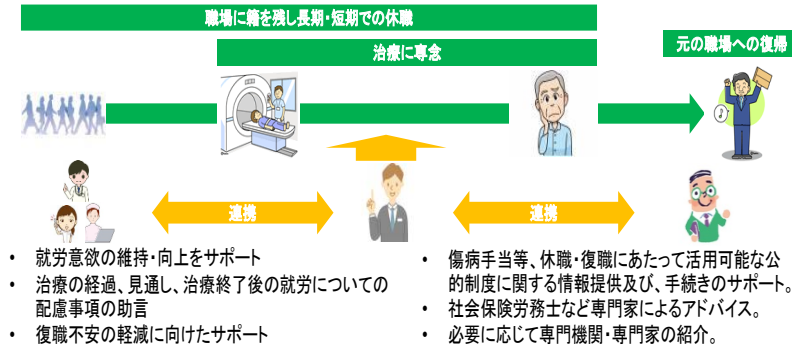 職場に籍を残し長期・短期での休職
治療に専念
元の職場への復帰
連携
連携
• 就労意欲の維持・向上をサポート
• 治療の経過、見通し、治療終了後の就労についての
配慮事項の助言
• 復職不安の軽減に向けたサポート
• 傷病手当等、休職・復職にあたって活用可能な公
的制度に関する情報提供及び、手続きのサポート。
• 社会保険労務士など専門家によるアドバイス。
• 必要に応じて専門機関・専門家の紹介。